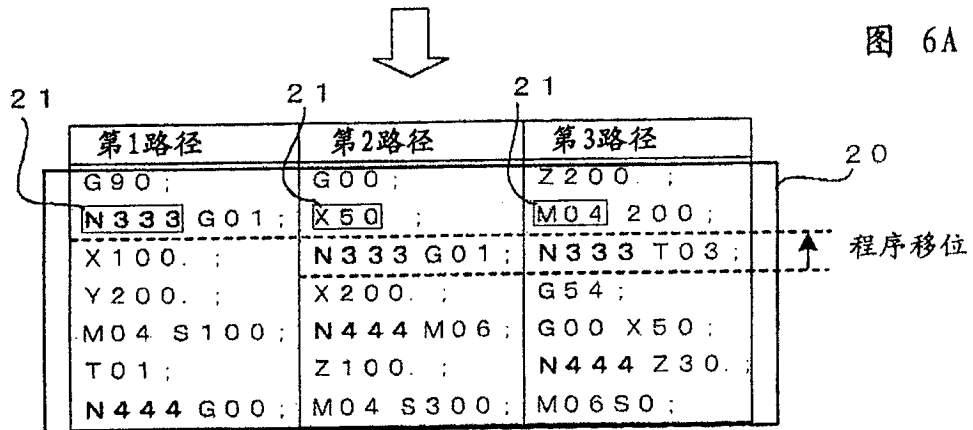 图 6A
21 21 21
第1路径 第2路径 第3路径
20
G90; G00; Z200. ;
N333 G01; X50 ; M04 200;
X100. ; N333 G01; N333 T03; 程序移位
Y200. ; X200. ; G54;
M04 S100; N444 M06; G00 X50;
T01; Z100. ; N444 Z30. ;
N444 G00; M04 S300; M06S0;